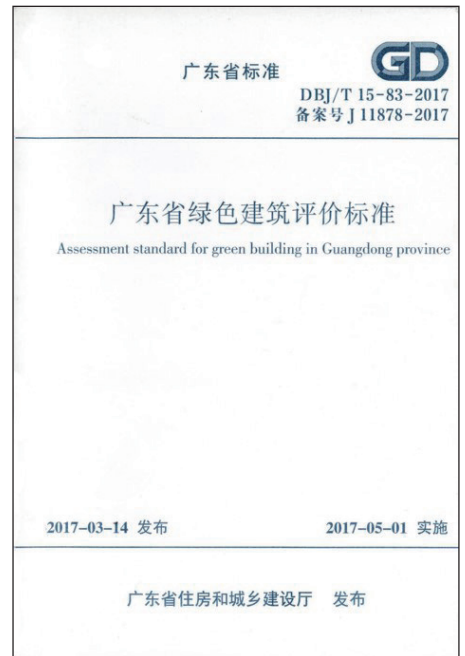 广东省标准
GD
DBJ/T 15-83-2017
备案号 J 11878-2017
广东省绿色建筑评价标准
Assessment standard for green building in Guangdong province
2017-03-14 发布 2017-05-01 实施
广东省住房和城乡建设厅 发布